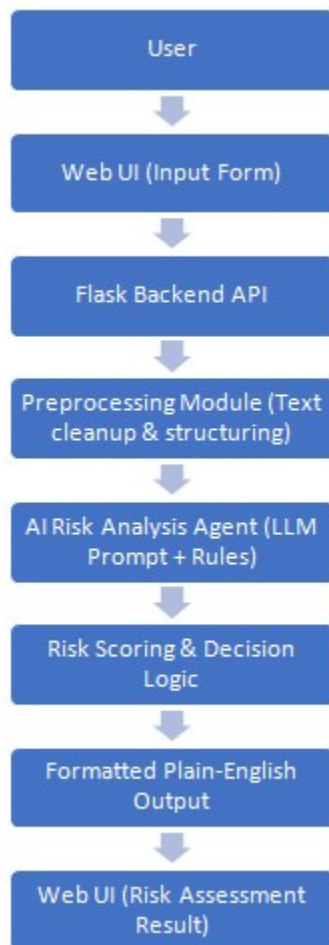 User
Web UI (Input Form)
Flask Backend API
Preprocessing Module (Text
cleanup & structuring)
AI Risk Analysis Agent (LLM
Prompt + Rules)
Risk Scoring & Decision
Logic
Formatted Plain-English
Output
Web UI (Risk Assessment
Result)